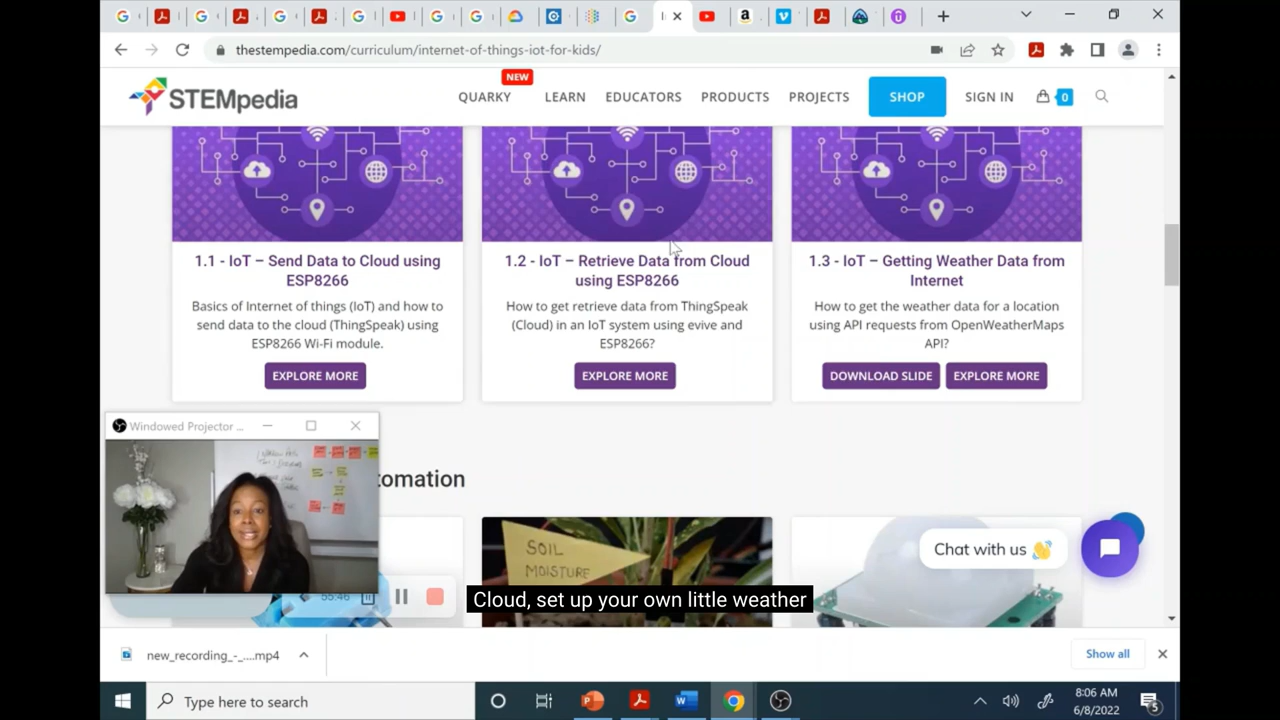 thestempedia.com/curriculum/internet-of-things-iot-for-kids/
STEMpedia
NEW
QUARKY
LEARN
EDUCATORS
PRODUCTS
PROJECTS
SHOP
SIGN IN
0
1.1 - IoT – Send Data to Cloud using
ESP8266
Basics of Internet of things (IoT) and how to
send data to the cloud (ThingSpeak) using
ESP8266 Wi-Fi module.
EXPLORE MORE
1.2 - IoT – Retrieve Data from Cloud
using ESP8266
How to get retrieve data from ThingSpeak
(Cloud) in an IoT system using evive and
ESP8266?
EXPLORE MORE
1.3 - IoT – Getting Weather Data from
Internet
How to get the weather data for a location
using API requests from OpenWeatherMaps
API?
DOWNLOAD SLIDE
EXPLORE MORE
Windowed Projector ...
tomation
SOIL
MOISTURE
Chat with us 👋
55:46
Cloud, set up your own little weather
new_recording_-_....mp4
Show all
Type here to search
8:06 AM
6/8/2022
5